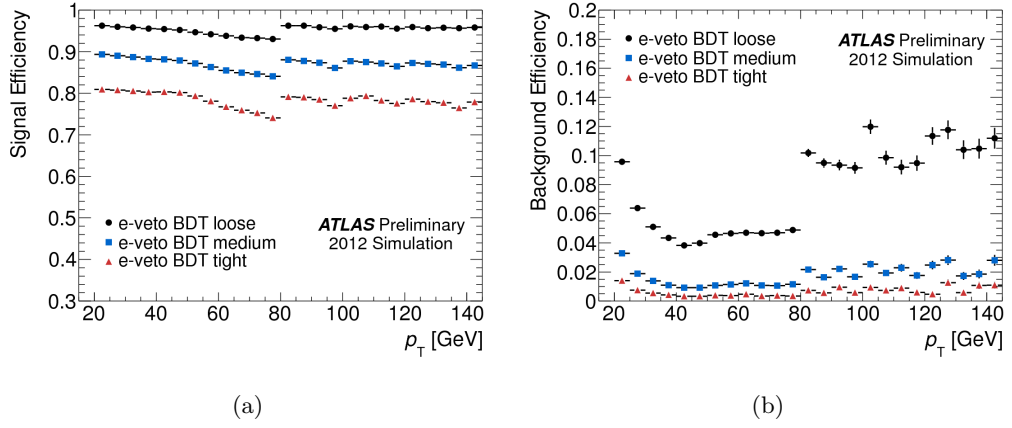 Signal Efficiency
1
0.9
0.8
0.7
0.6
0.5
0.4
0.3
e-veto BDT loose
e-veto BDT medium
e-veto BDT tight
ATLAS Preliminary
2012 Simulation
20 40 60 80 100 120 140
p_T [GeV]
(a)
Background Efficiency
0.2
0.18
0.16
0.14
0.12
0.1
0.08
0.06
0.04
0.02
0
e-veto BDT loose
e-veto BDT medium
e-veto BDT tight
ATLAS Preliminary
2012 Simulation
20 40 60 80 100 120 140
p_T [GeV]
(b)